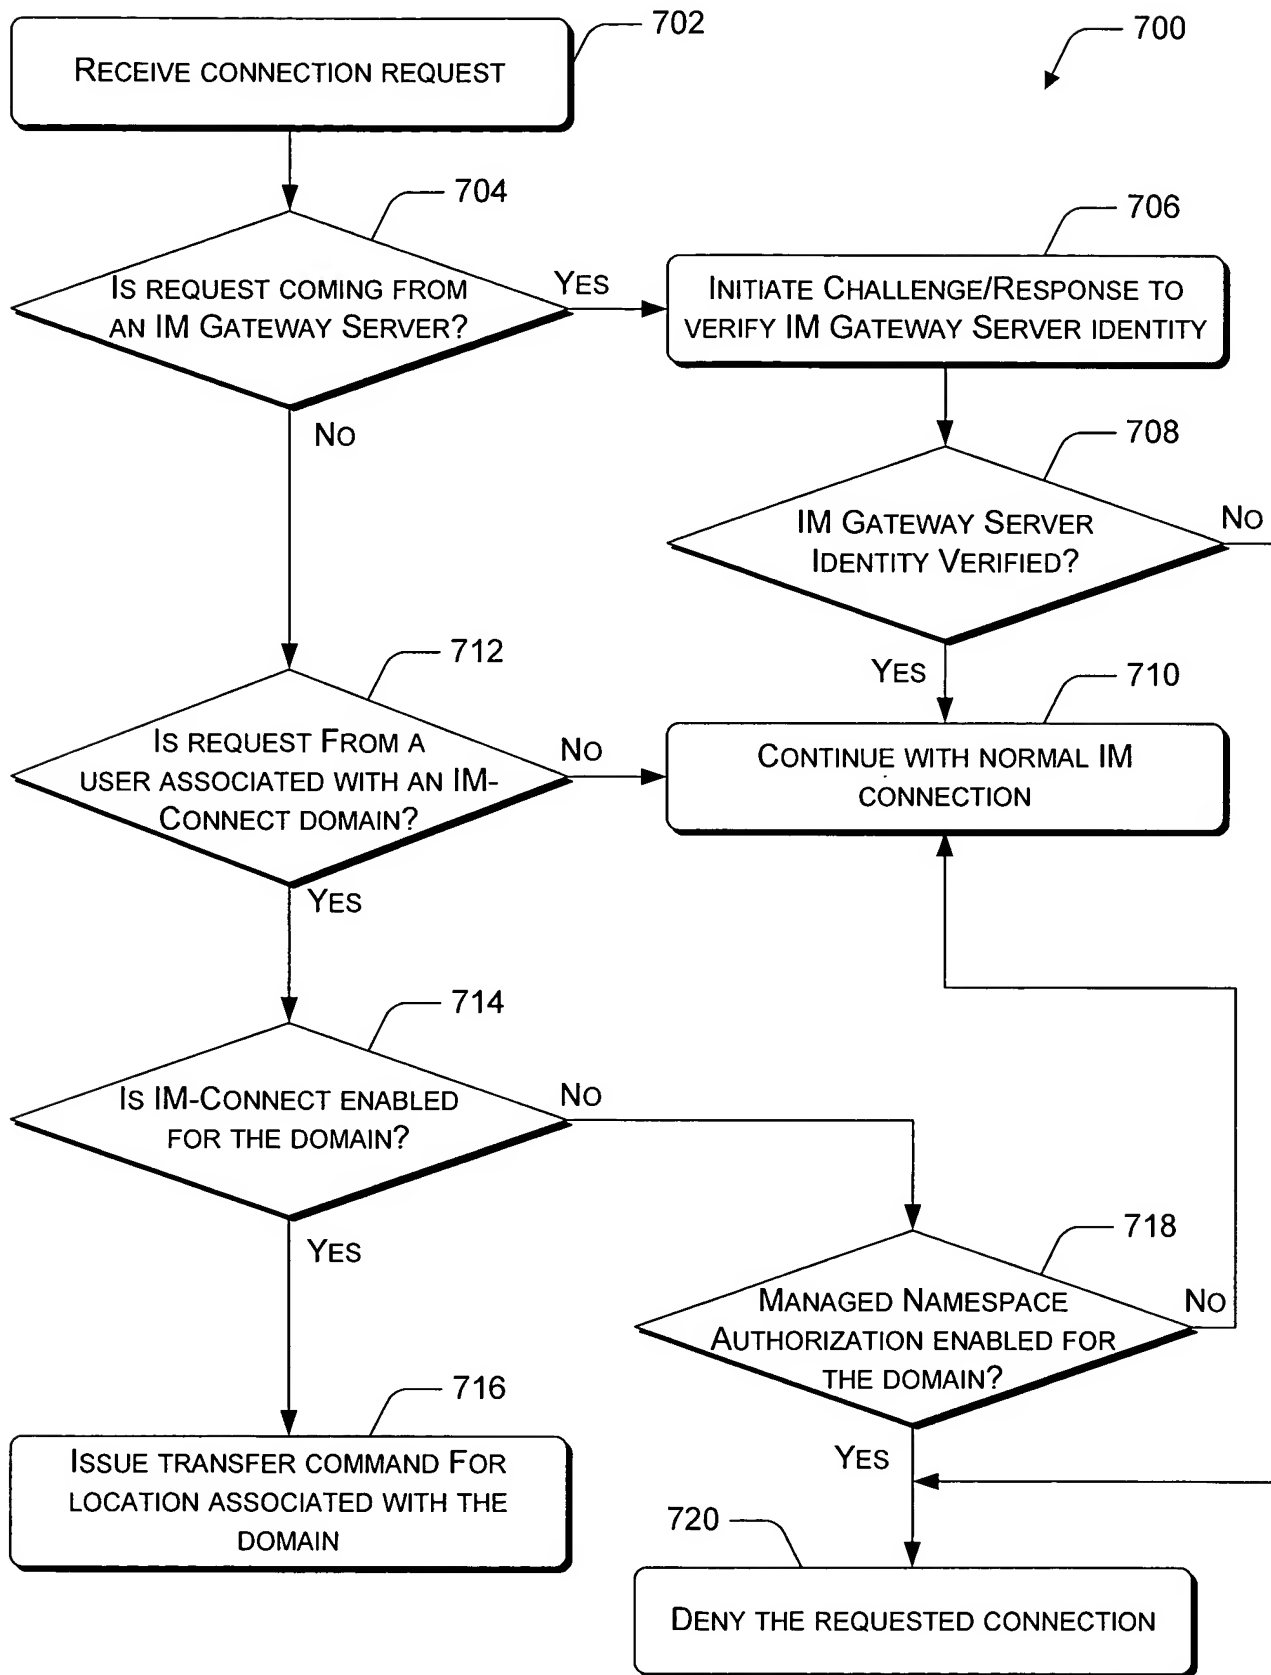 702
700
RECEIVE CONNECTION REQUEST
704
706
IS REQUEST COMING FROM
AN IM GATEWAY SERVER?
YES
INITIATE CHALLENGE/RESPONSE TO
VERIFY IM GATEWAY SERVER IDENTITY
NO
708
IM GATEWAY SERVER
IDENTITY VERIFIED?
NO
YES
712
710
IS REQUEST FROM A
USER ASSOCIATED WITH AN IM-
CONNECT DOMAIN?
NO
CONTINUE WITH NORMAL IM
CONNECTION
YES
714
IS IM-CONNECT ENABLED
FOR THE DOMAIN?
NO
YES
718
MANAGED NAMESPACE
AUTHORIZATION ENABLED FOR
THE DOMAIN?
NO
YES
716
ISSUE TRANSFER COMMAND FOR
LOCATION ASSOCIATED WITH THE
DOMAIN
720
DENY THE REQUESTED CONNECTION